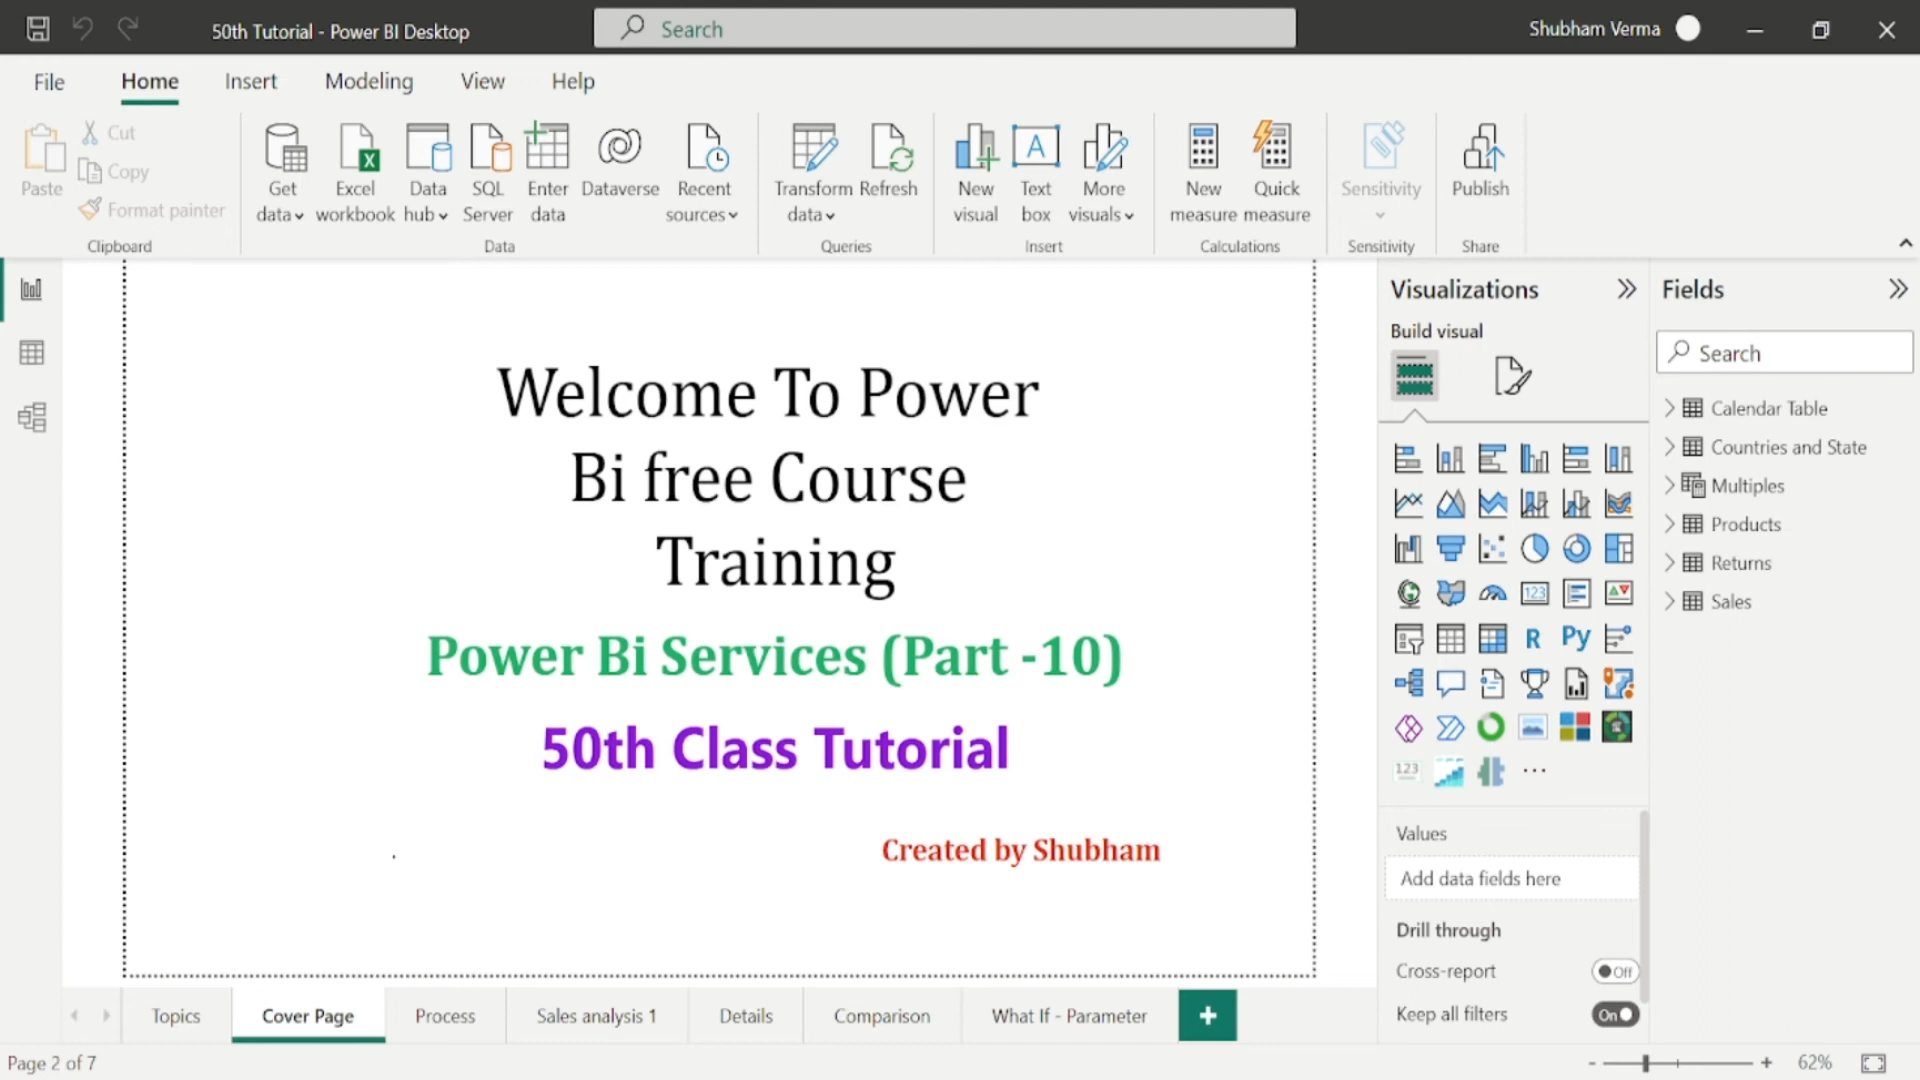 50th Tutorial - Power BI Desktop
Search
Shubham Verma
File
Home
Insert
Modeling
View
Help
Paste
Cut
Copy
Format painter
Clipboard
Get data
Excel workbook
Data hub
SQL Server
Enter data
Dataverse
Recent sources
Data
Transform data
Refresh
Queries
New visual
Text box
More visuals
Insert
New measure
Quick measure
Calculations
Sensitivity
Sensitivity
Publish
Share
Welcome To Power
Bi free Course
Training
Power Bi Services (Part -10)
50th Class Tutorial
Created by Shubham
Visualizations
Build visual
123
R
Py
123
Values
Add data fields here
Drill through
Cross-report
Off
Keep all filters
On
Fields
Search
Calendar Table
Countries and State
Multiples
Products
Returns
Sales
Topics
Cover Page
Process
Sales analysis 1
Details
Comparison
What If - Parameter
+
Page 2 of 7
- + 62%